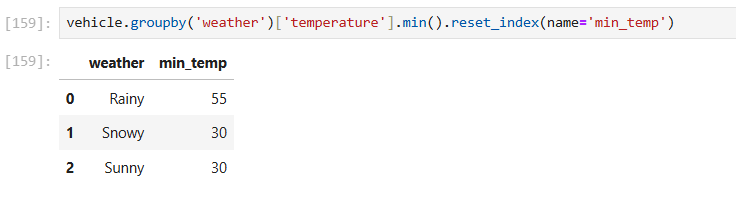 [159]: vehicle.groupby('weather')['temperature'].min().reset_index(name='min_temp')
[159]:
weather min_temp
0 Rainy 55
1 Snowy 30
2 Sunny 30